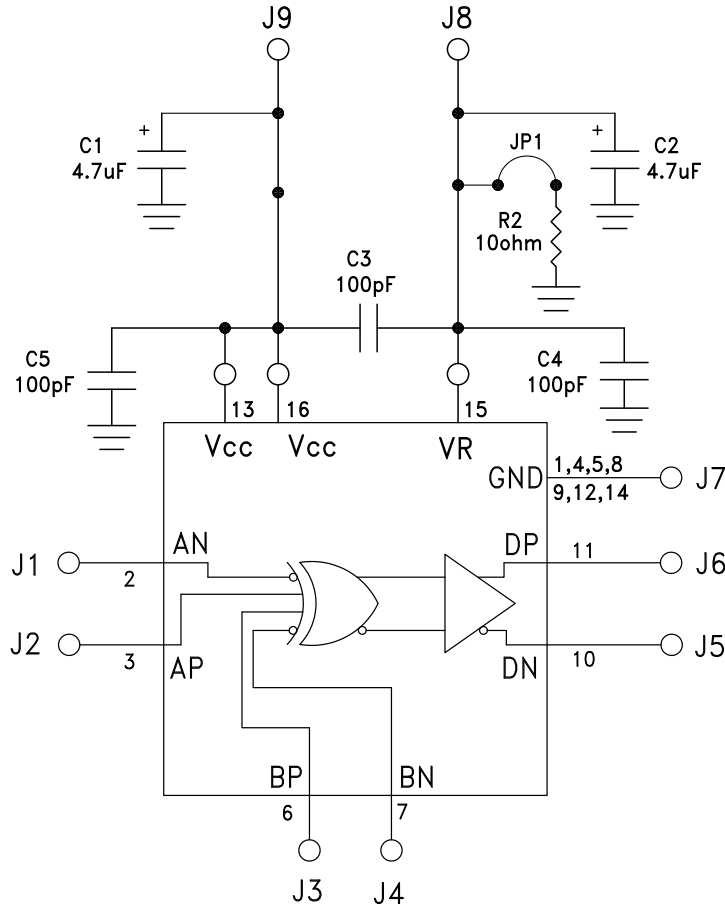 J9
J8
+
C1
4.7uF
JP1
+
C2
4.7uF
R2
10ohm
C3
100pF
C5
100pF
C4
100pF
13
16
15
Vcc
Vcc
VR
GND
1,4,5,8
9,12,14
J7
J1
2
AN
DP
11
J6
J2
3
AP
DN
10
J5
BP
BN
6
7
J3
J4